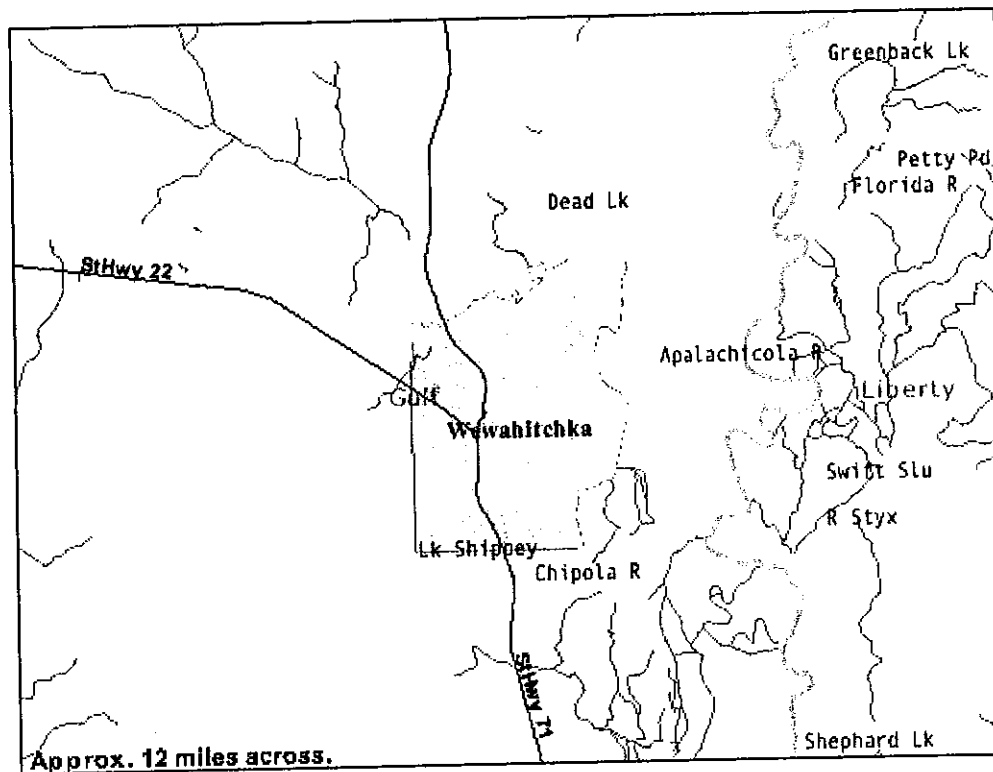 Greenback Lk
Petty Pd
Florida R
Dead Lk
StHwy 22
Apalachicola R
Liberty
Gulf
Wewahitchka
Swift Slu
R Styx
Lk Shippey
Chipola R
StHwy 71
Shephard Lk
Approx. 12 miles across.